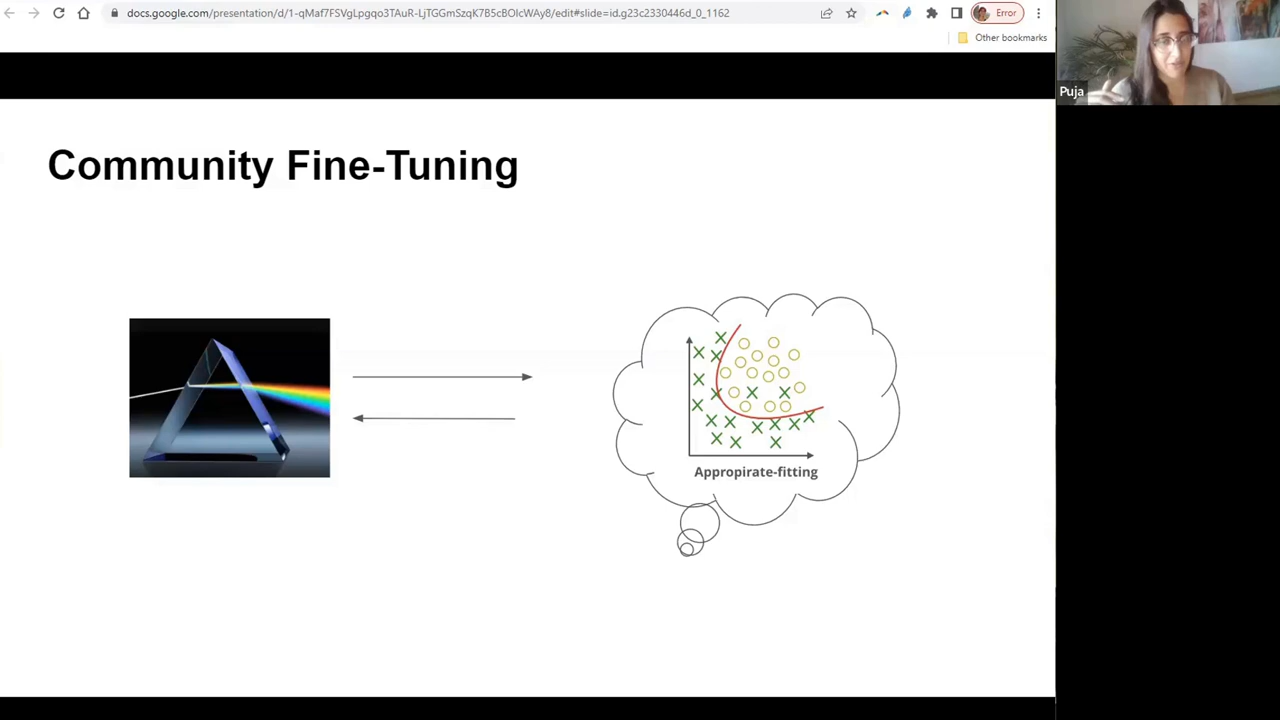 docs.google.com/presentation/d/1-qMaf7FSVgLpgqo3TAuR-LjTGGmSzqK7B5cBOIcWAy8/edit#slide=id.g23c2330446d_0_1162
Error
Other bookmarks
Puja
Community Fine-Tuning
Appropirate-fitting